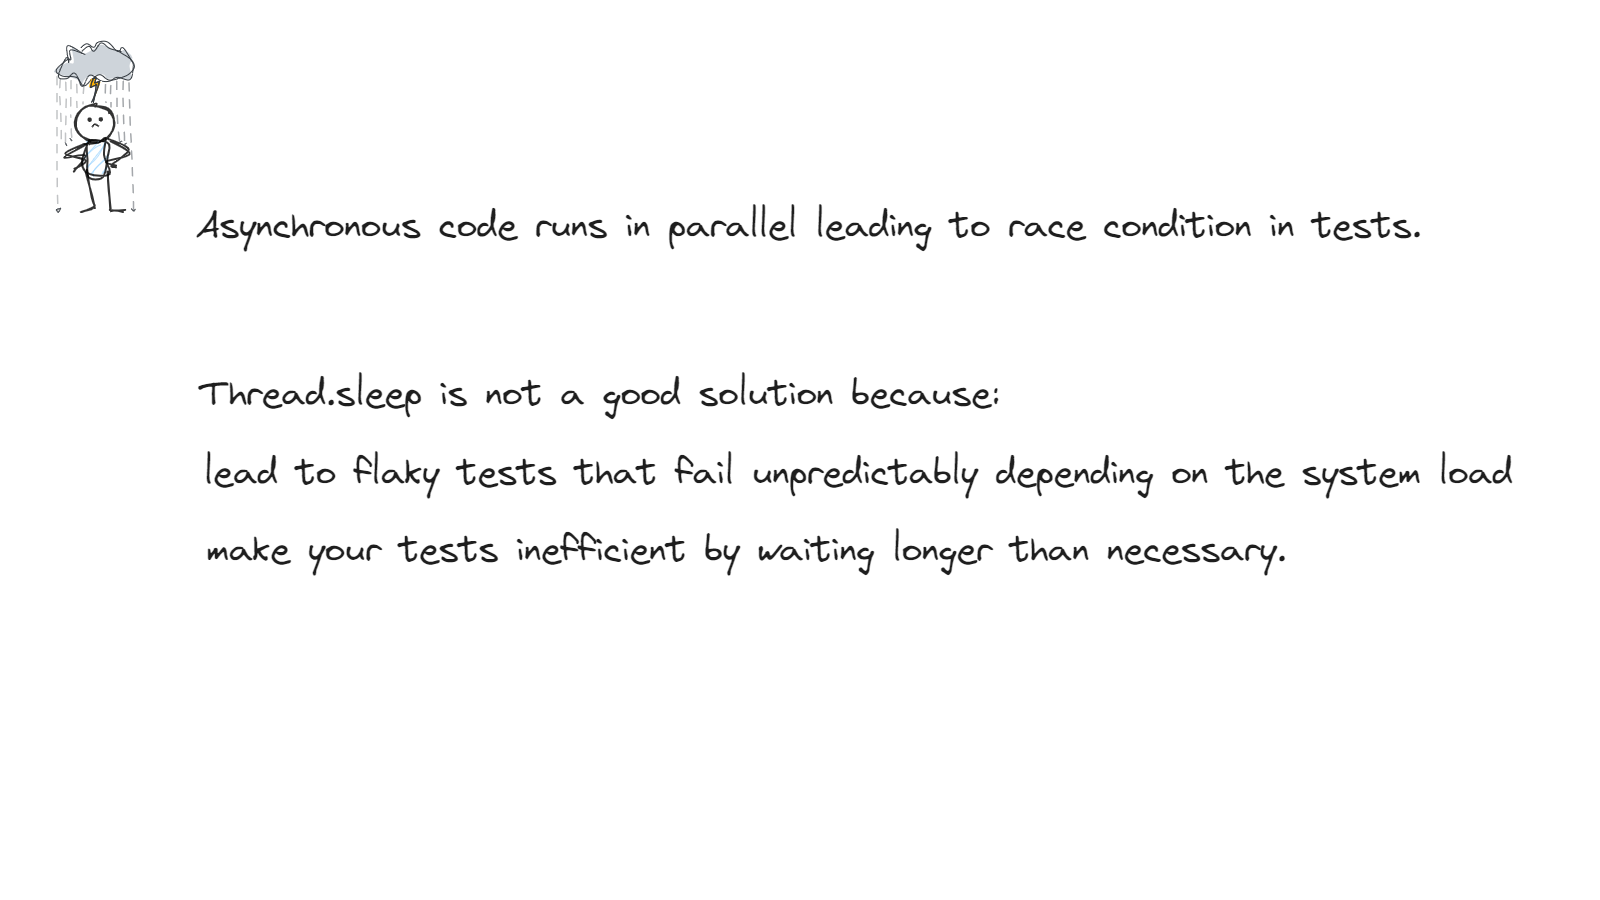 Asynchronous code runs in parallel leading to race condition in tests.
Thread.sleep is not a good solution because:
lead to flaky tests that fail unpredictably depending on the system load
make your tests inefficient by waiting longer than necessary.